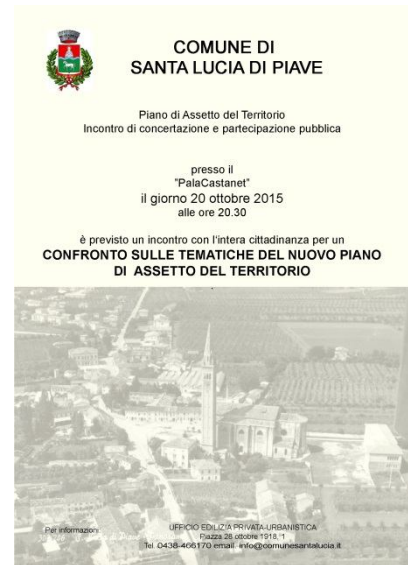 COMUNE DI
SANTA LUCIA DI PIAVE
Piano di Assetto del Territorio
Incontro di concertazione e partecipazione pubblica
presso il
"PalaCastanet"
il giorno 20 ottobre 2015
alle ore 20.30
è previsto un incontro con l'intera cittadinanza per un
CONFRONTO SULLE TEMATICHE DEL NUOVO PIANO
DI ASSETTO DEL TERRITORIO
Per informazioni:
UFFICIO EDILIZIA PRIVATA-URBANISTICA
Piazza 28 ottobre 1918, 1
Tel. 0438-466170 email: info@comunesantalucia.it